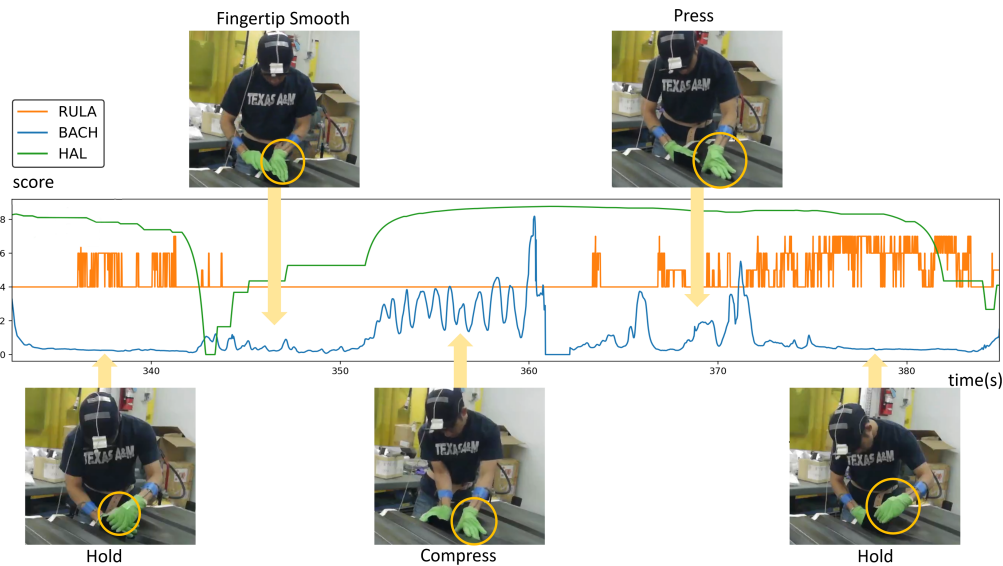 Fingertip Smooth
Press
TEXAS A&M
TEXAS A&M
RULA
BACH
HAL
score
8
6
4
2
0
340
350
360
370
380
time(s)
TEXAS A&M
TEXAS A&M
TEXAS A&M
Hold
Compress
Hold